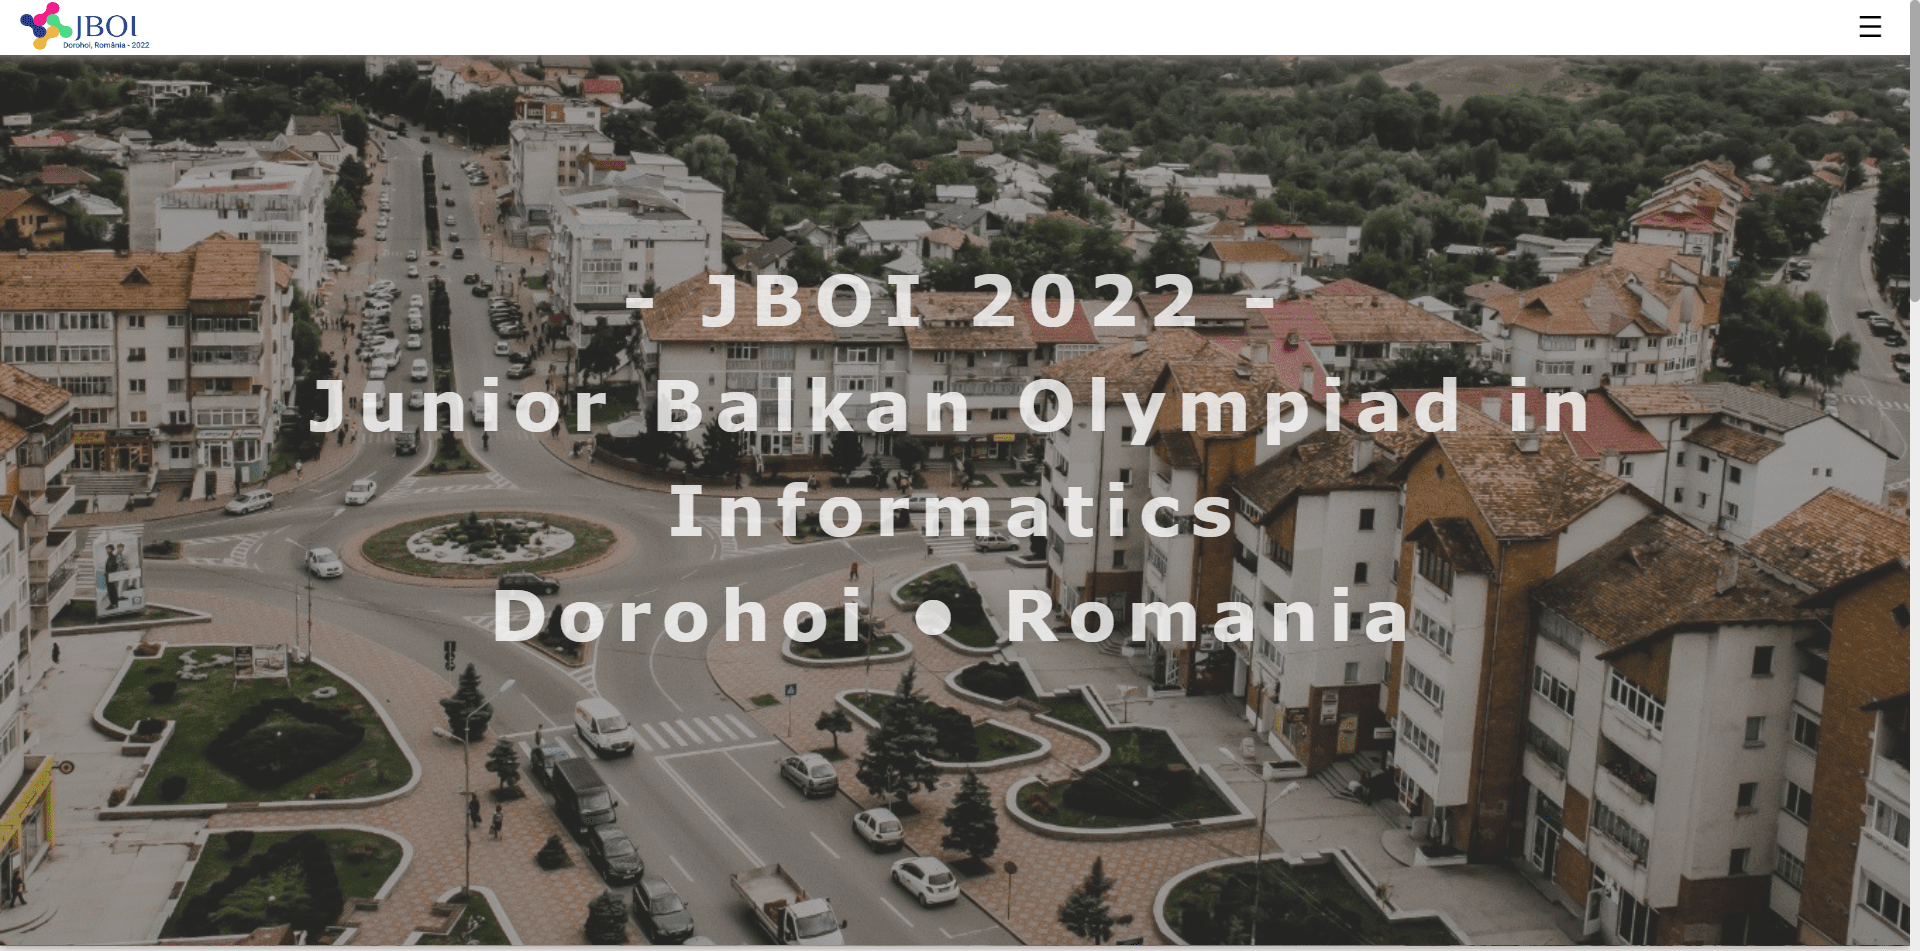 JBOI
Dorohoi, România - 2022
- JBOI 2022 -
Junior Balkan Olympiad in
Informatics
Dorohoi ● Romania